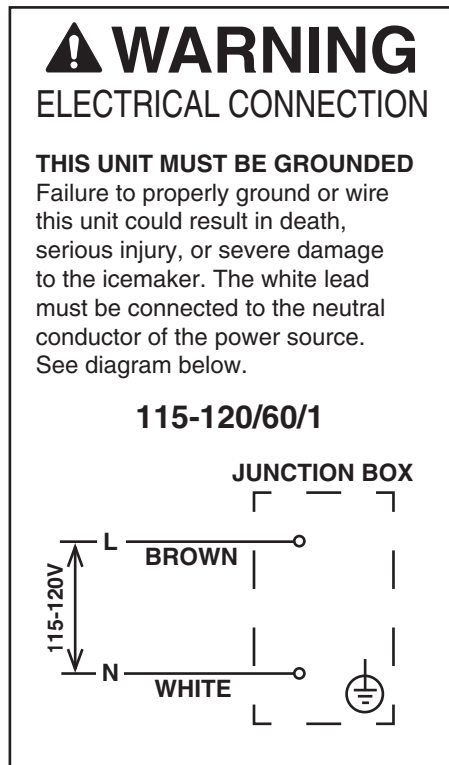 WARNING
ELECTRICAL CONNECTION
THIS UNIT MUST BE GROUNDED
Failure to properly ground or wire
this unit could result in death,
serious injury, or severe damage
to the icemaker. The white lead
must be connected to the neutral
conductor of the power source.
See diagram below.
115-120/60/1
JUNCTION BOX
L
BROWN
115-120V
N
WHITE